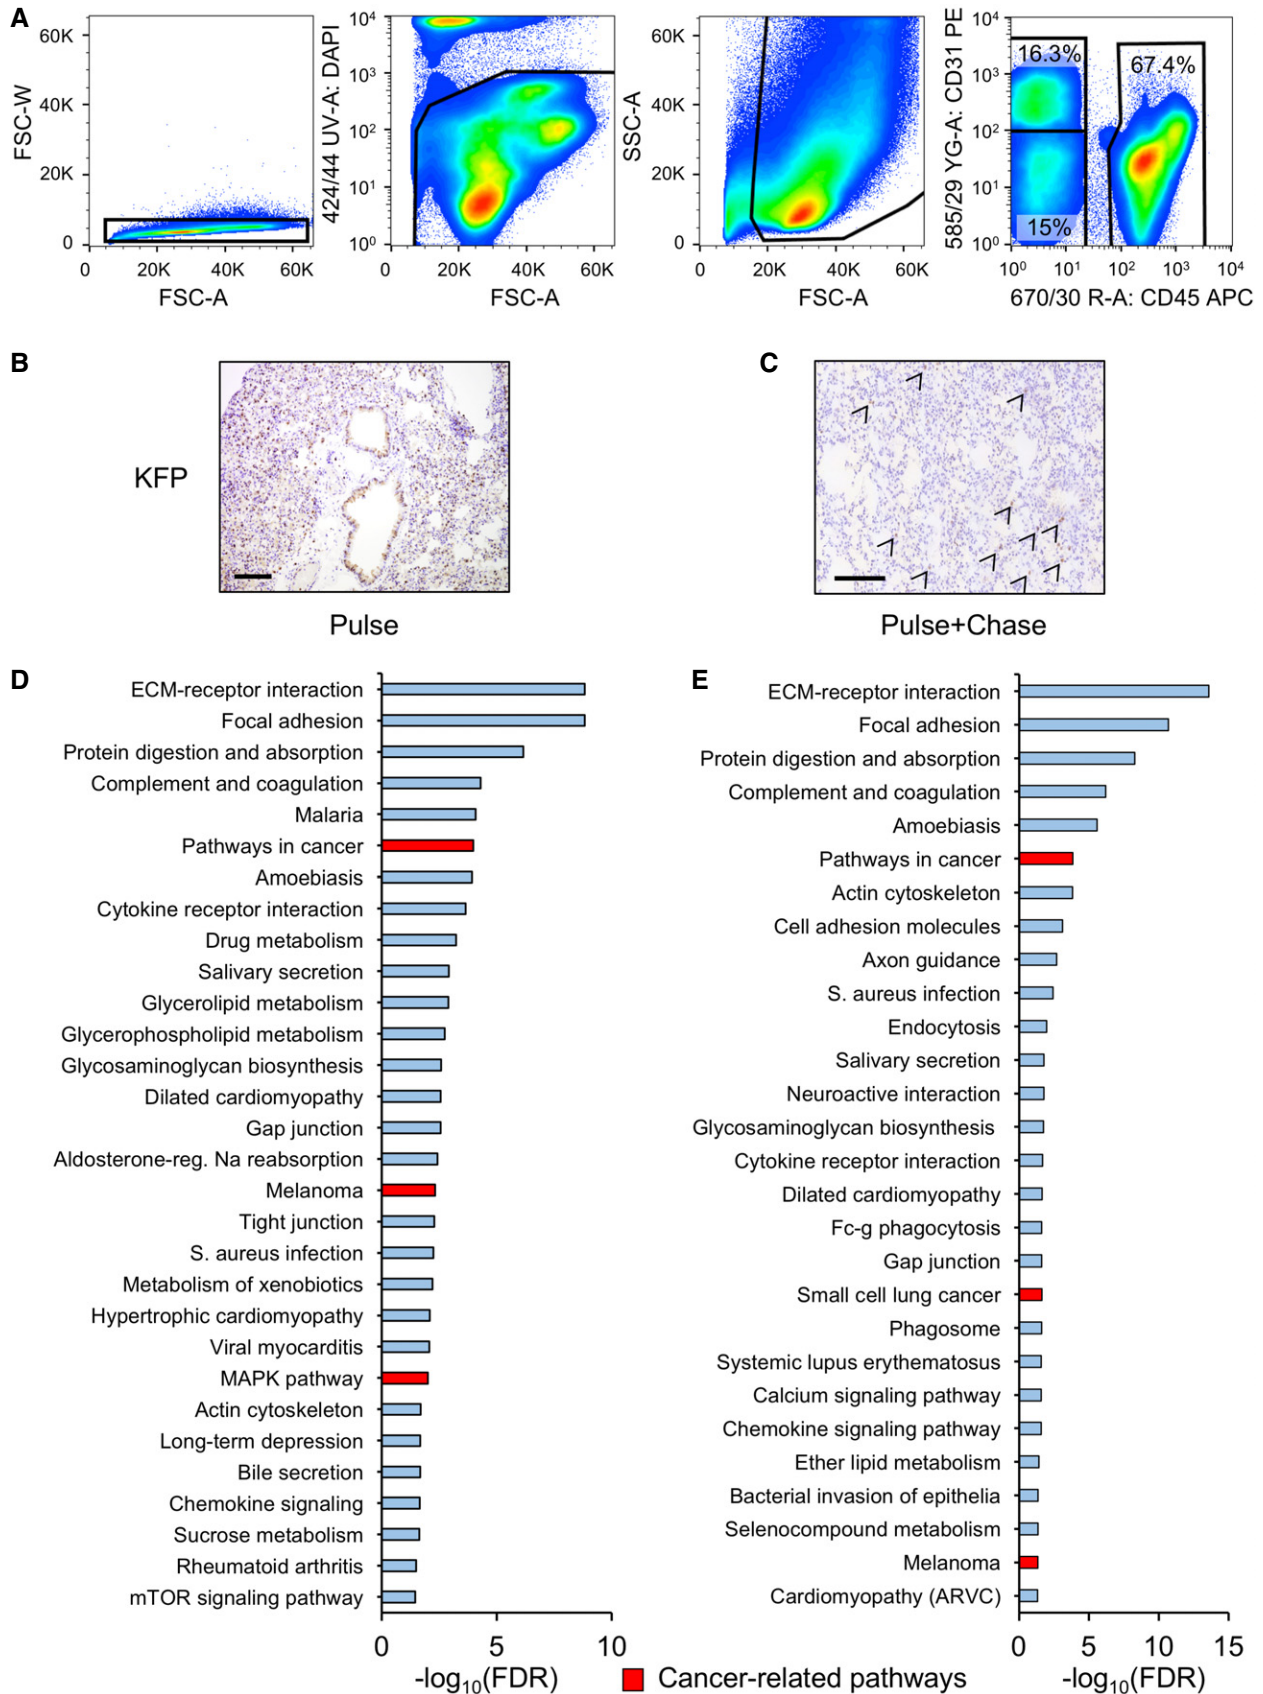 A
FSC-W
60K
40K
20K
0
0 20K 40K 60K
FSC-A
424/44 UV-A: DAPI
10⁴
10³
10²
10¹
10⁰
20K 40K 60K
FSC-A
SSC-A
60K
40K
20K
0
0 20K 40K 60K
FSC-A
585/29 YG-A: CD31 PE
10⁴
10³
10²
10¹
10⁰
16.3%
67.4%
15%
10⁰ 10¹ 10² 10³ 10⁴
670/30 R-A: CD45 APC
B
KFP
Pulse
C
Pulse+Chase
D
ECM-receptor interaction
Focal adhesion
Protein digestion and absorption
Complement and coagulation
Malaria
Pathways in cancer
Amoebiasis
Cytokine receptor interaction
Drug metabolism
Salivary secretion
Glycerolipid metabolism
Glycerophospholipid metabolism
Glycosaminoglycan biosynthesis
Dilated cardiomyopathy
Gap junction
Aldosterone-reg. Na reabsorption
Melanoma
Tight junction
S. aureus infection
Metabolism of xenobiotics
Hypertrophic cardiomyopathy
Viral myocarditis
MAPK pathway
Actin cytoskeleton
Long-term depression
Bile secretion
Chemokine signaling
Sucrose metabolism
Rheumatoid arthritis
mTOR signaling pathway
0 5 10
-log₁₀(FDR)
E
ECM-receptor interaction
Focal adhesion
Protein digestion and absorption
Complement and coagulation
Amoebiasis
Pathways in cancer
Actin cytoskeleton
Cell adhesion molecules
Axon guidance
S. aureus infection
Endocytosis
Salivary secretion
Neuroactive interaction
Glycosaminoglycan biosynthesis
Cytokine receptor interaction
Dilated cardiomyopathy
Fc-g phagocytosis
Gap junction
Small cell lung cancer
Phagosome
Systemic lupus erythematosus
Calcium signaling pathway
Chemokine signaling pathway
Ether lipid metabolism
Bacterial invasion of epithelia
Selenocompound metabolism
Melanoma
Cardiomyopathy (ARVC)
0 5 10 15
-log₁₀(FDR)
Cancer-related pathways